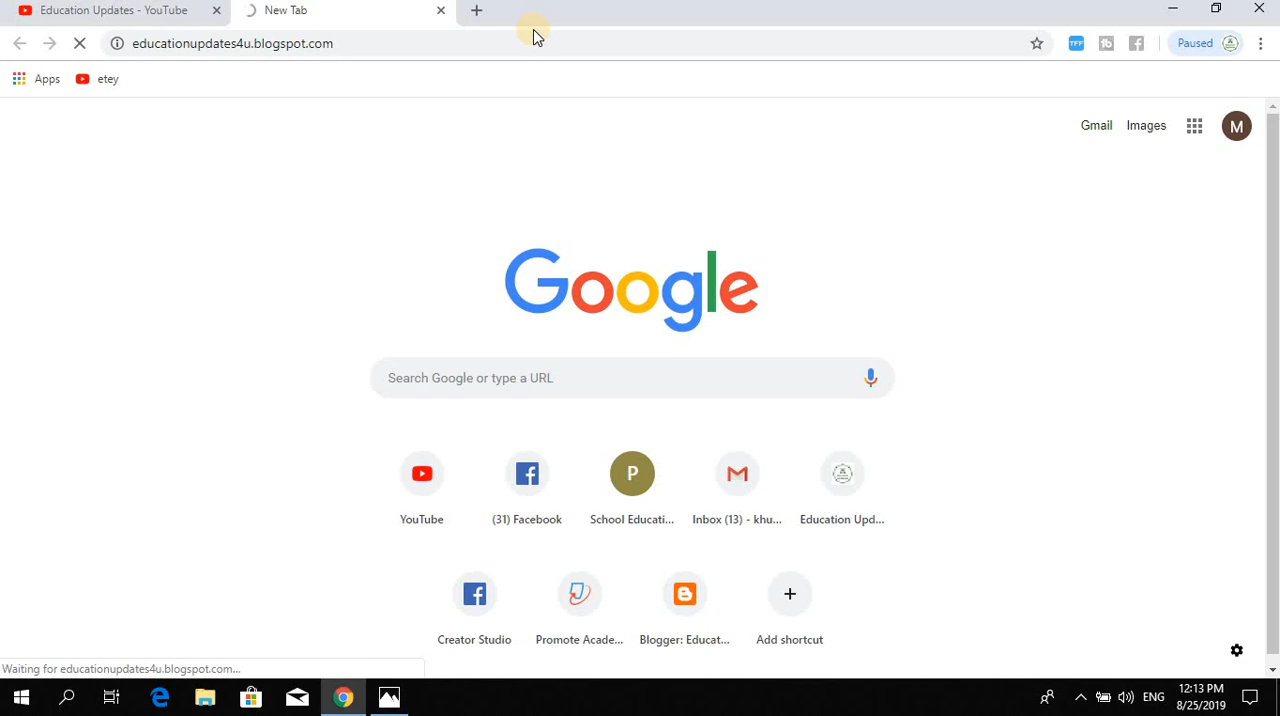 Education Updates - YouTube
New Tab
educationupdates4u.blogspot.com
Paused
Apps
etey
Gmail
Images
M
Google
Search Google or type a URL
P
YouTube
(31) Facebook
School Educati...
Inbox (13) - khu...
Education Upd...
Creator Studio
Promote Acade...
Blogger: Educat...
Add shortcut
Waiting for educationupdates4u.blogspot.com...
ENG
12:13 PM
8/25/2019